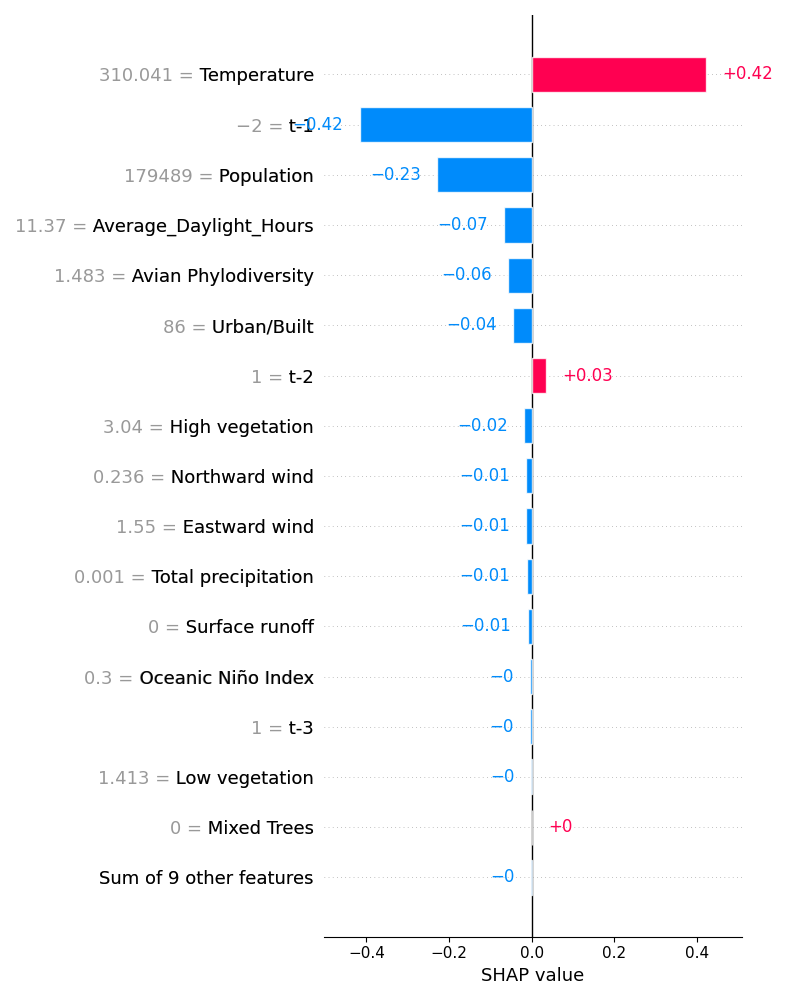 310.041 = Temperature +0.42
−2 = t-1 −0.42
179489 = Population −0.23
11.37 = Average_Daylight_Hours −0.07
1.483 = Avian Phylodiversity −0.06
86 = Urban/Built −0.04
1 = t-2 +0.03
3.04 = High vegetation −0.02
0.236 = Northward wind −0.01
1.55 = Eastward wind −0.01
0.001 = Total precipitation −0.01
0 = Surface runoff −0.01
0.3 = Oceanic Niño Index −0
1 = t-3 −0
1.413 = Low vegetation −0
0 = Mixed Trees +0
Sum of 9 other features −0
−0.4 −0.2 0.0 0.2 0.4
SHAP value